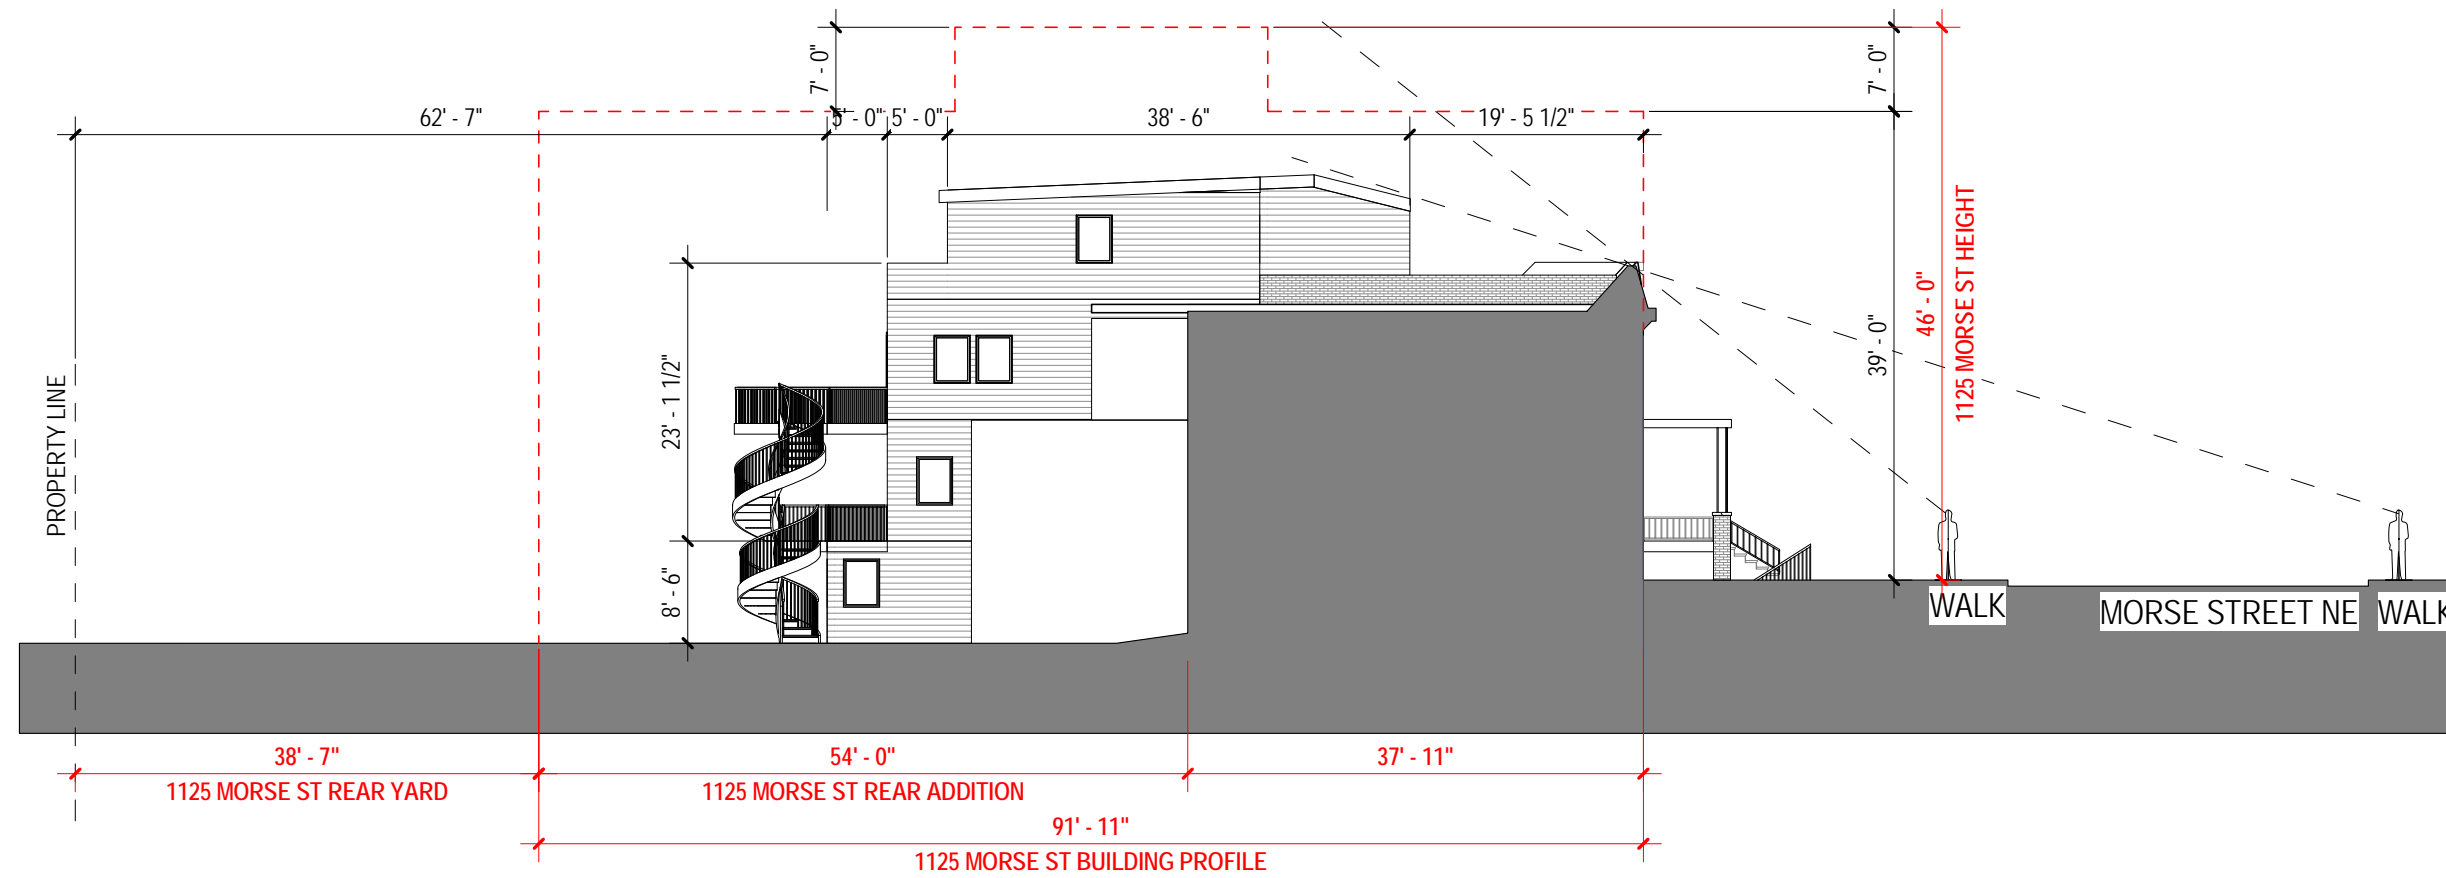 7' - 0"
7' - 0"
62' - 7"
5' - 0"
5' - 0"
38' - 6"
19' - 5 1/2"
1125 MORSE ST HEIGHT
46' - 0"
39' - 0"
23' - 1 1/2"
PROPERTY LINE
8' - 6"
WALK
MORSE STREET NE
WALK
38' - 7"
54' - 0"
37' - 11"
1125 MORSE ST REAR YARD
1125 MORSE ST REAR ADDITION
91' - 11"
1125 MORSE ST BUILDING PROFILE